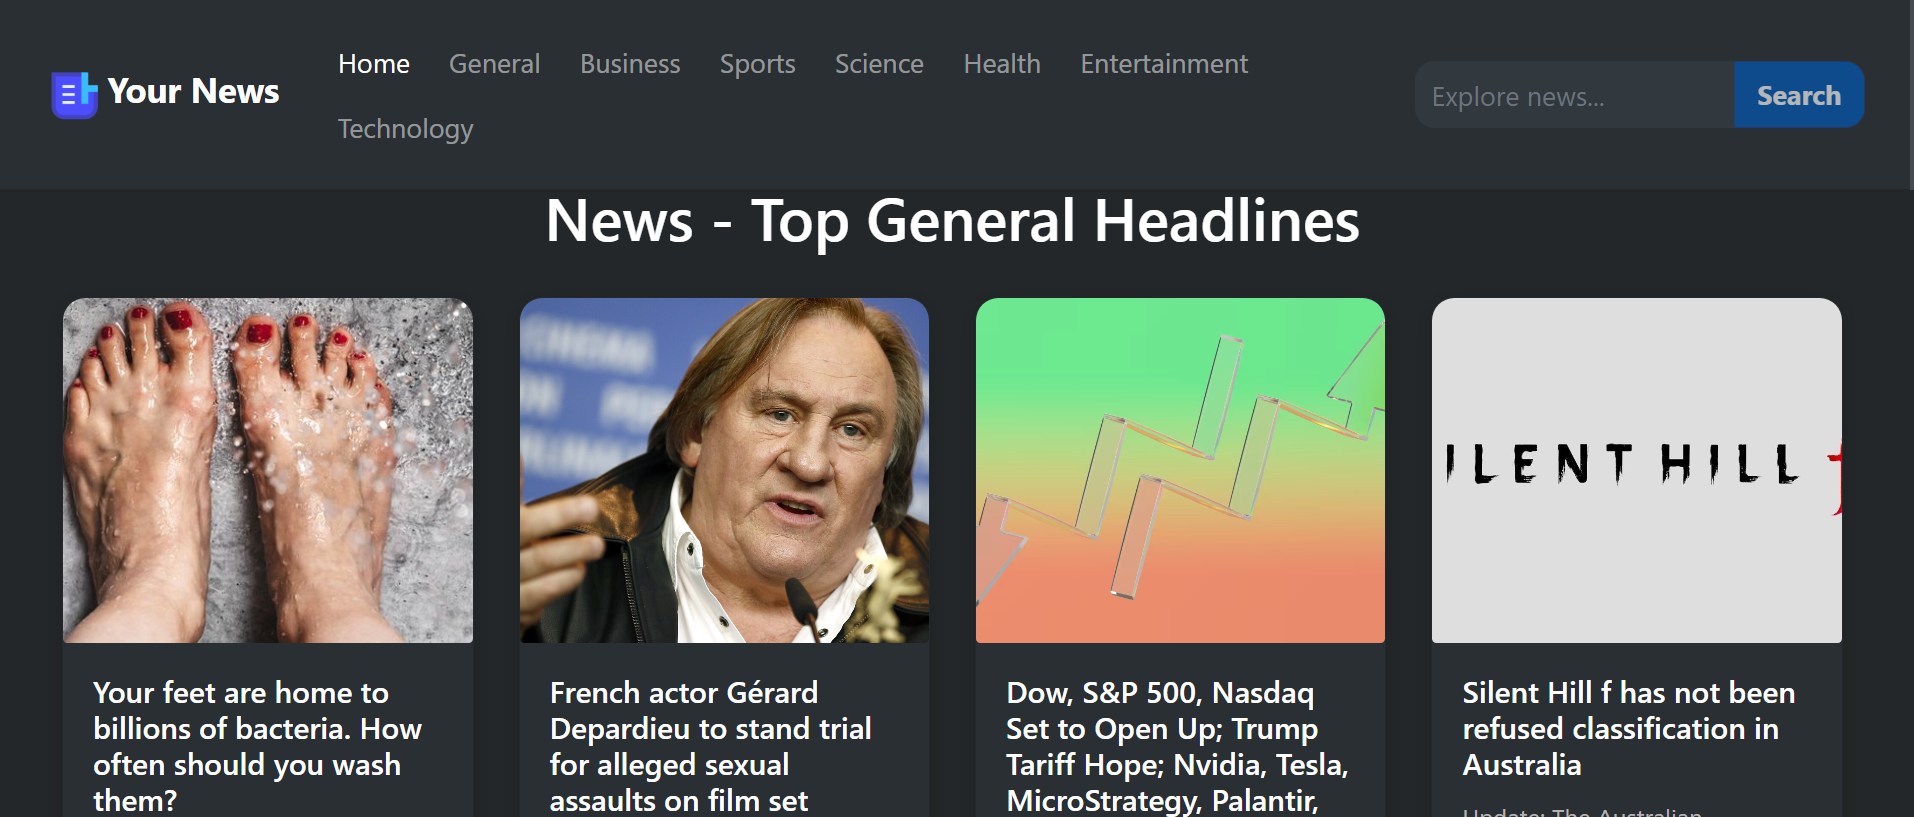 Your News
Home General Business Sports Science Health Entertainment
Technology
Explore news...
Search
News - Top General Headlines
ILENT HILL
Your feet are home to
billions of bacteria. How
often should you wash
them?
French actor Gérard
Depardieu to stand trial
for alleged sexual
assaults on film set
Dow, S&P 500, Nasdaq
Set to Open Up; Trump
Tariff Hope; Nvidia, Tesla,
MicroStrategy, Palantir,
Silent Hill f has not been
refused classification in
Australia
Update: The Australian